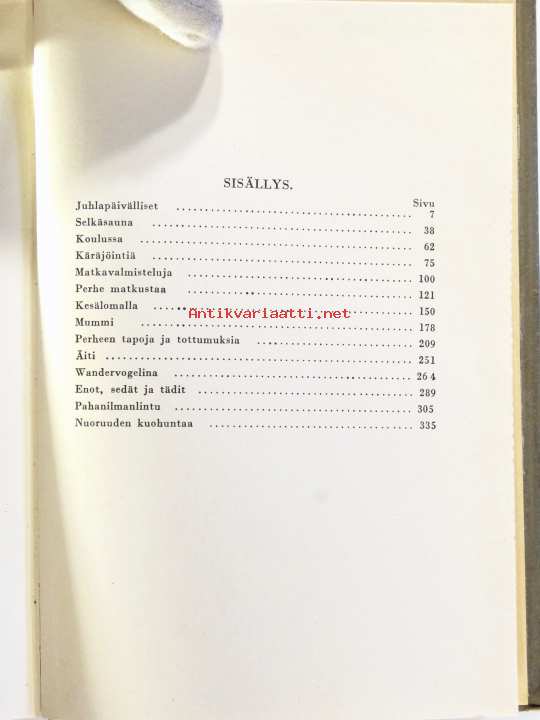 SISÄLLYS.
Sivu
Juhlapäivälliset ........................................ 7
Selkäsauna ............................................ 38
Koulussa .............................................. 62
Käräjöintiä ............................................ 75
Matkavalmisteluja ..................................... 100
Perhe matkustaa ...................................... 121
Kesälomalla .......................................... 150
Antikvariaatti.net
Mummi .............................................. 178
Perheen tapoja ja tottumuksia .......................... 209
Äiti .................................................. 251
Wandervogelina ....................................... 264
Enot, sedät ja tädit .................................... 289
Pahanilmanlintu ....................................... 305
Nuoruuden kuohuntaa .................................. 335